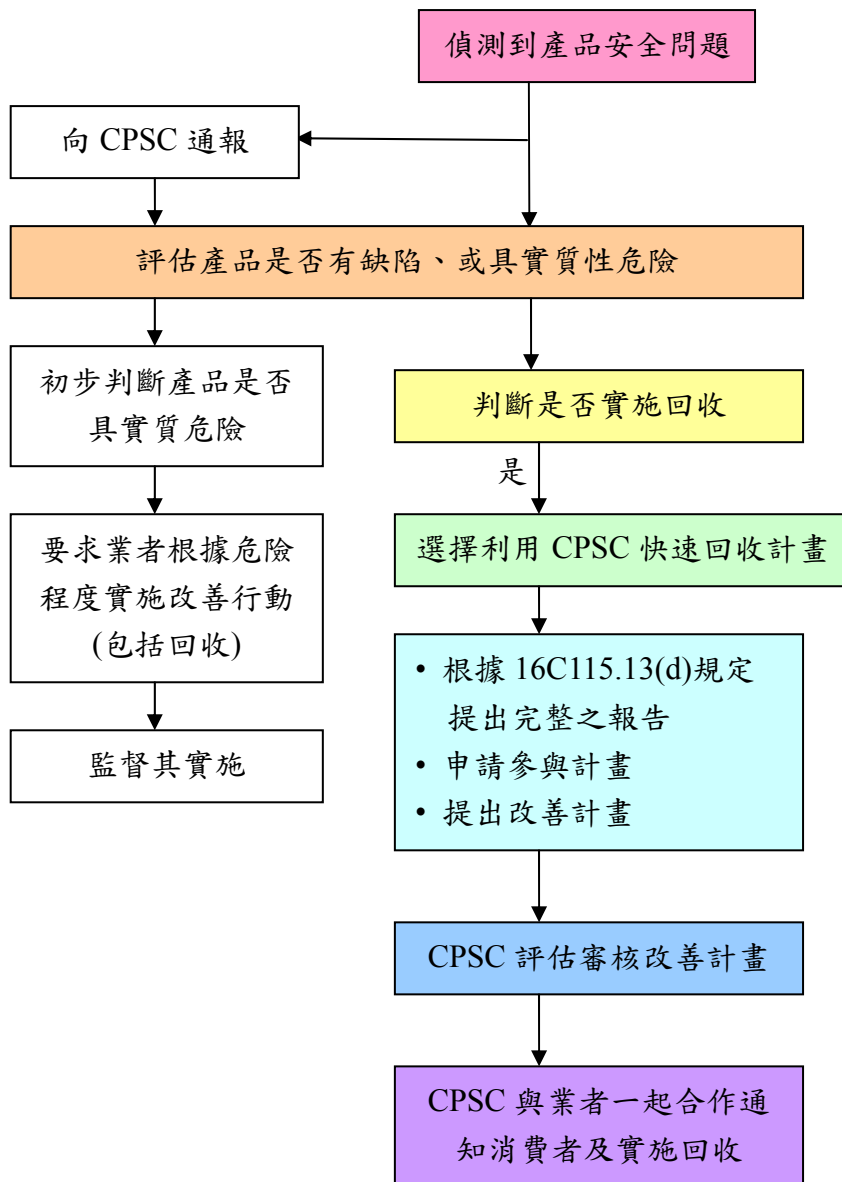 偵測到產品安全問題
向 CPSC 通報
評估產品是否有缺陷、或具實質性危險
初步判斷產品是否
具實質危險
判斷是否實施回收
是
要求業者根據危險
程度實施改善行動
(包括回收)
選擇利用 CPSC 快速回收計畫
• 根據 16C115.13(d)規定
提出完整之報告
• 申請參與計畫
• 提出改善計畫
監督其實施
CPSC 評估審核改善計畫
CPSC 與業者一起合作通
知消費者及實施回收